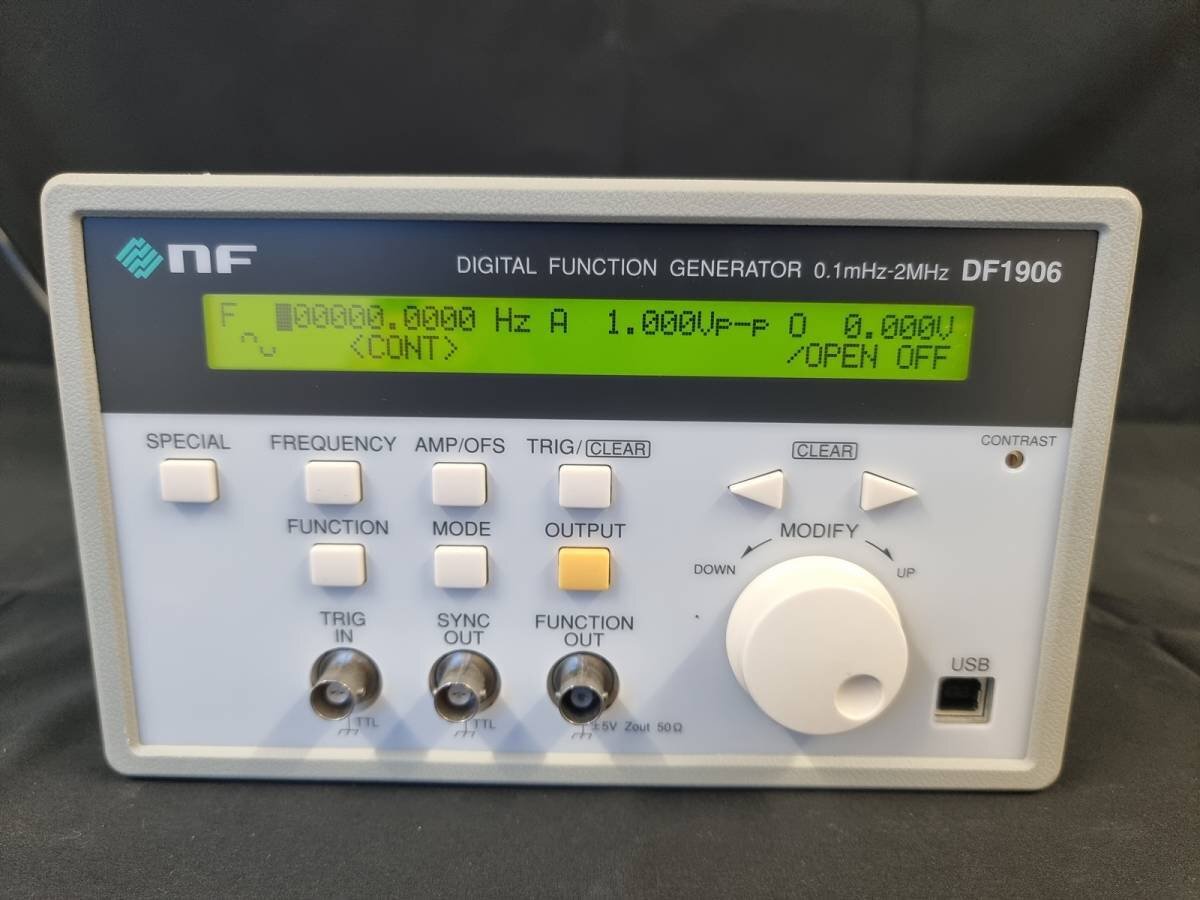 NF
DIGITAL FUNCTION GENERATOR 0.1mHz-2MHz DF1906
F 00000.0000 Hz A 1.000Vp-p O 0.000V
<CONT> /OPEN OFF
SPECIAL
FREQUENCY
AMP/OFS
TRIG/CLEAR
CLEAR
CONTRAST
FUNCTION
MODE
OUTPUT
MODIFY
DOWN
UP
TRIG
IN
SYNC
OUT
FUNCTION
OUT
USB
TTL
TTL
±5V Zout 50Ω